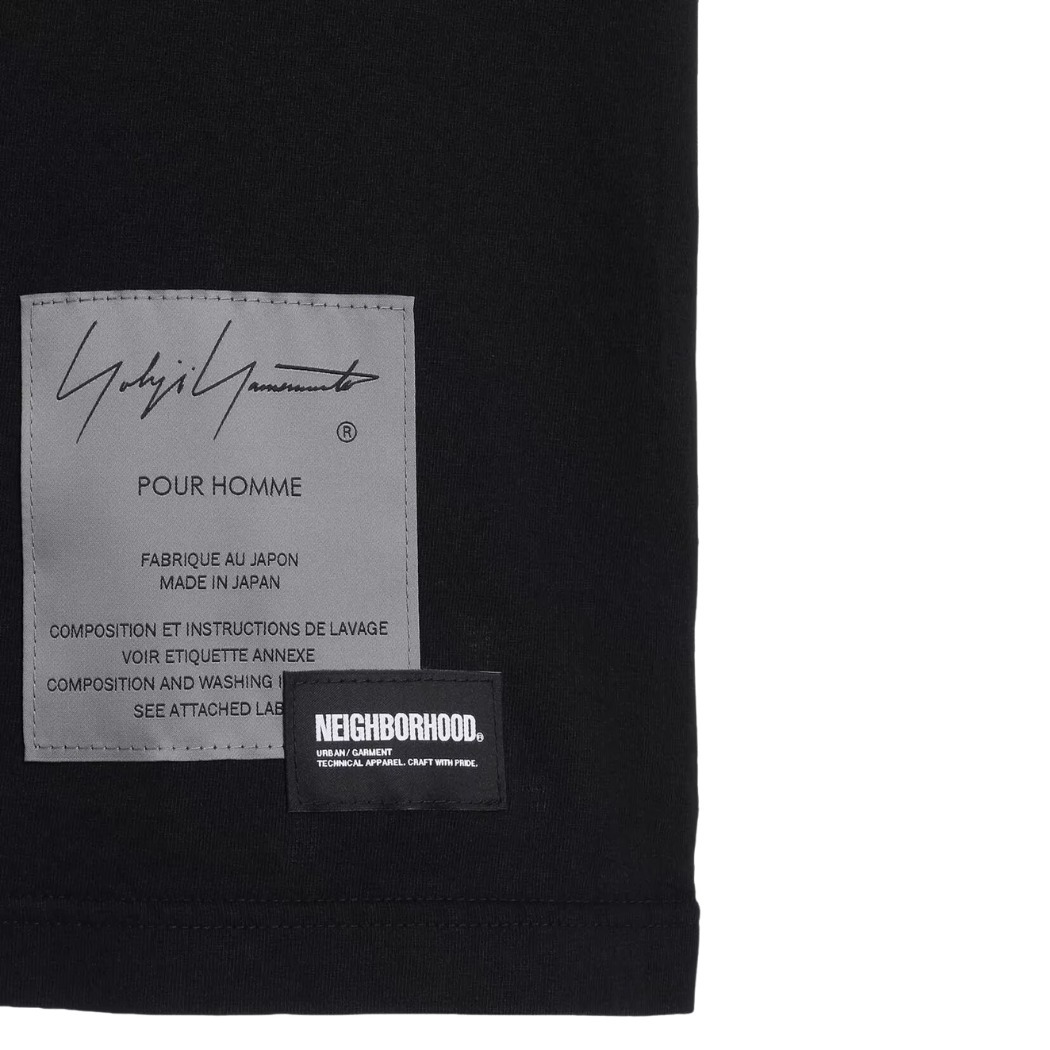 Yohji Yamamoto
®
POUR HOMME
FABRIQUE AU JAPON
MADE IN JAPAN
COMPOSITION ET INSTRUCTIONS DE LAVAGE
VOIR ETIQUETTE ANNEXE
COMPOSITION AND WASHING
SEE ATTACHED LAB
NEIGHBORHOOD®
URBAN / GARMENT
TECHNICAL APPAREL. CRAFT WITH PRIDE.